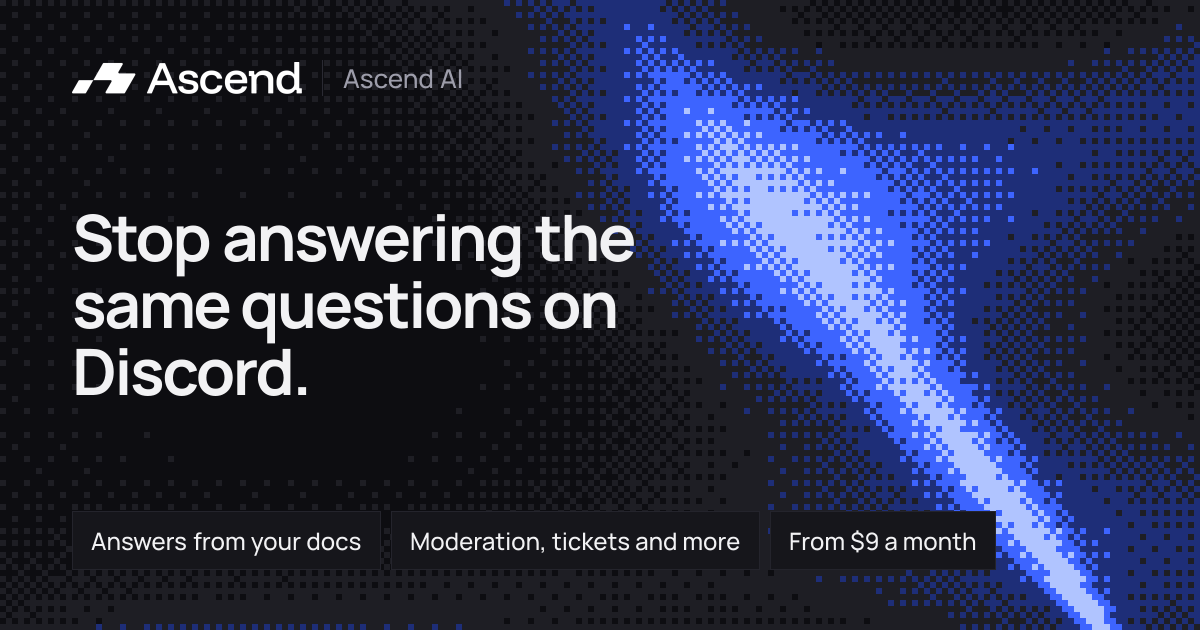 Ascend
Ascend AI
Stop answering the
same questions on
Discord.
Answers from your docs
Moderation, tickets and more
From $9 a month